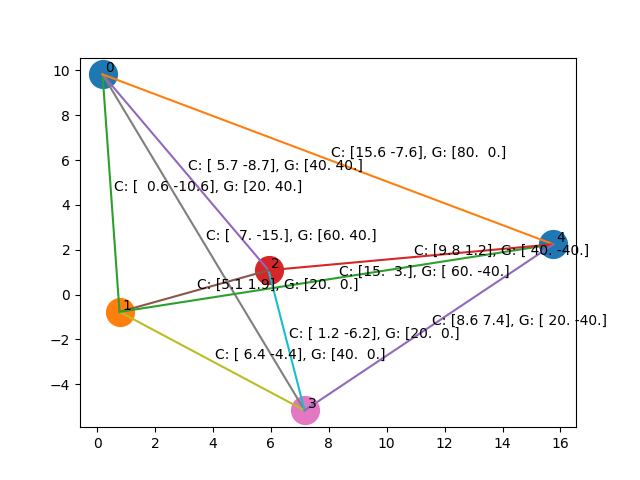 10
8
6
4
2
0
−2
−4
0
2
4
6
8
10
12
14
16
0
1
2
3
4
C: [15.6 -7.6], G: [80.  0.]
C: [ 5.7 -8.7], G: [40. 40.]
C: [  0.6 -10.6], G: [20. 40.]
C: [  7. -15.], G: [60. 40.]
C: [9.8 1.2], G: [ 40. -40.]
C: [15.  3.], G: [ 60. -40.]
C: [5.1 1.9], G: [20.  0.]
C: [8.6 7.4], G: [ 20. -40.]
C: [ 1.2 -6.2], G: [20.  0.]
C: [ 6.4 -4.4], G: [40.  0.]